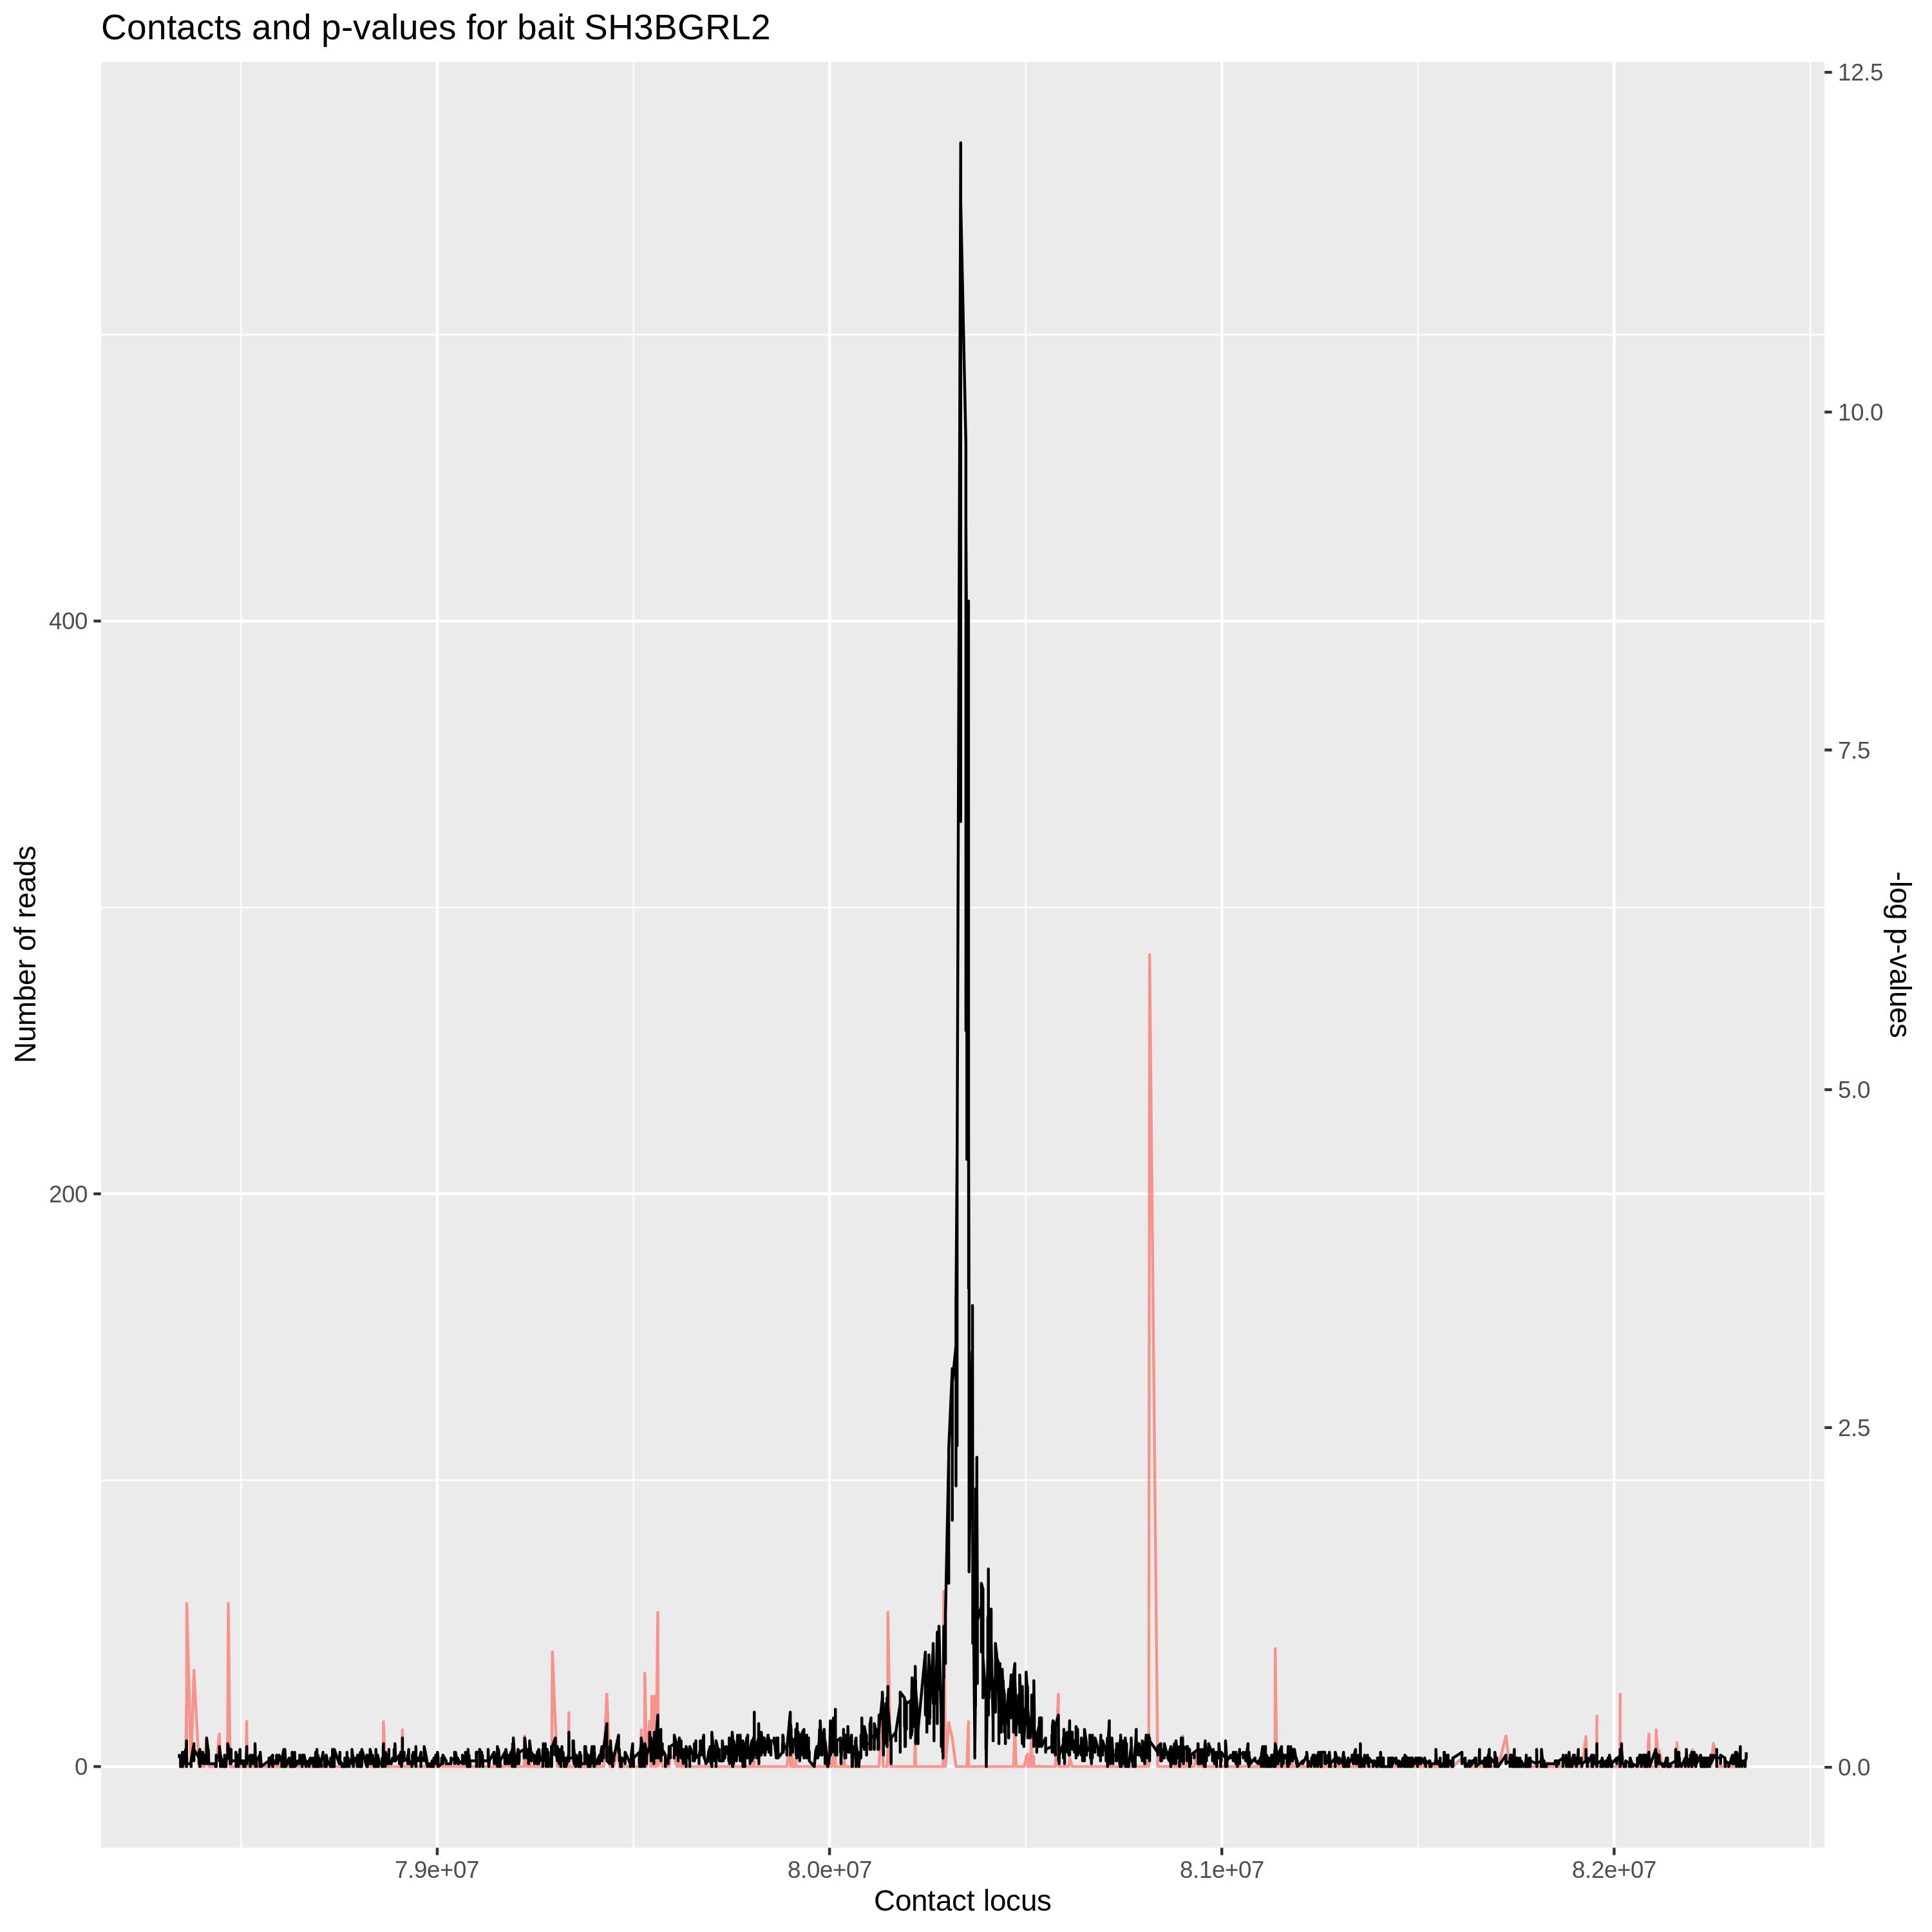 Contacts and p-values for bait SH3BGRL2
12.5
10.0
400
7.5
Number of reads
-log p-values
5.0
200
2.5
0
0.0
7.9e+07 8.0e+07 8.1e+07 8.2e+07
Contact locus